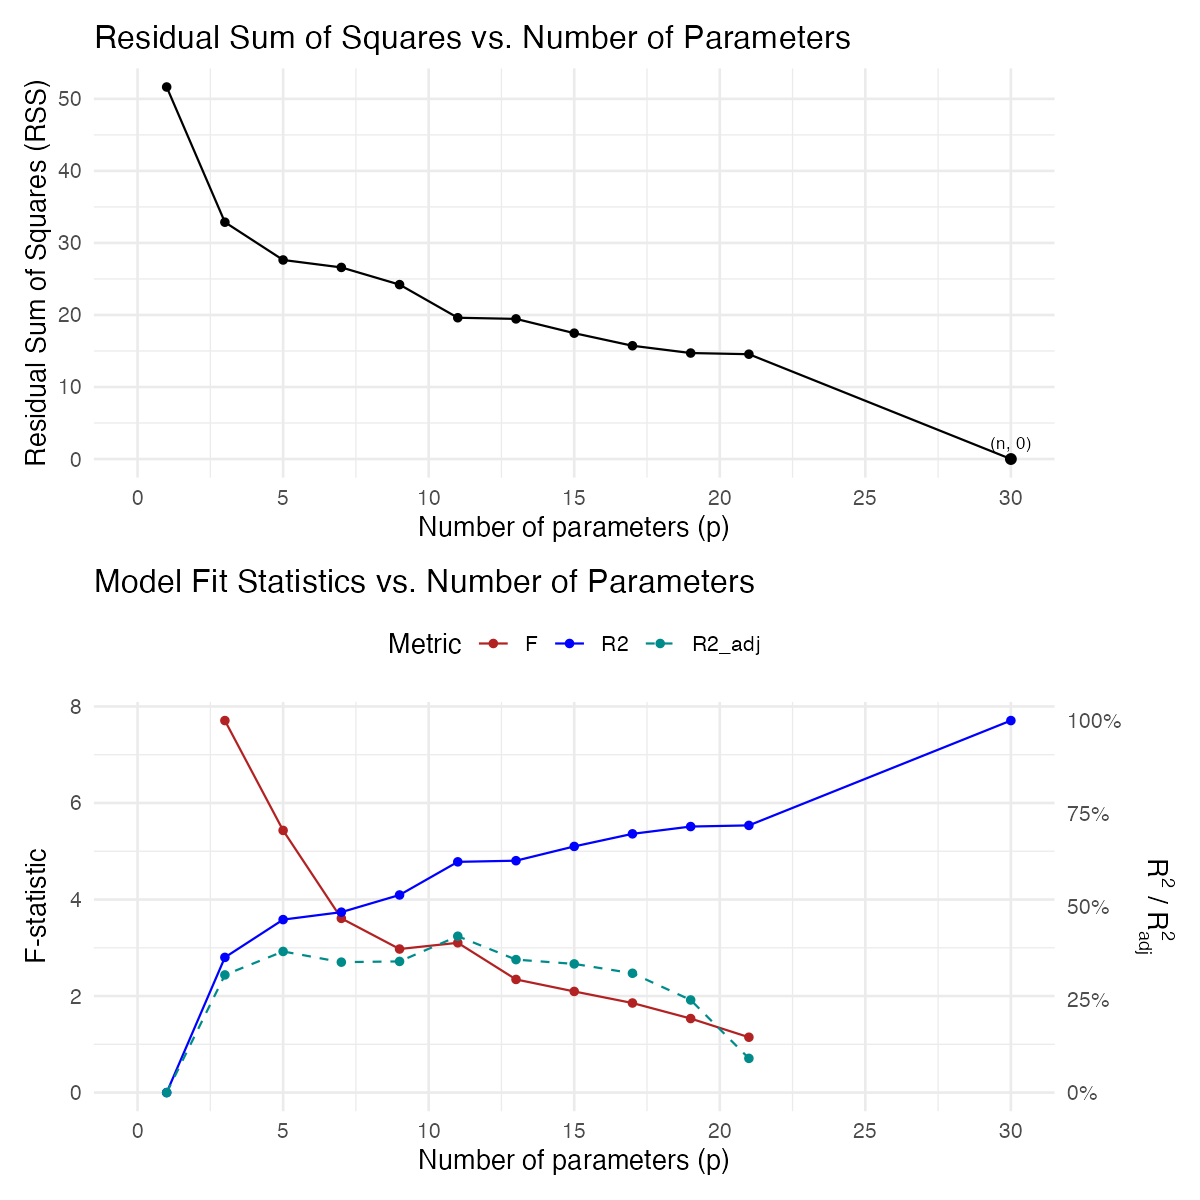 Residual Sum of Squares vs. Number of Parameters
Residual Sum of Squares (RSS)
50
40
30
20
10
0
(n, 0)
0 5 10 15 20 25 30
Number of parameters (p)
Model Fit Statistics vs. Number of Parameters
Metric F R2 R2_adj
F-statistic
8
6
4
2
0
100%
75%
50%
25%
0%
R² / R²adj
0 5 10 15 20 25 30
Number of parameters (p)